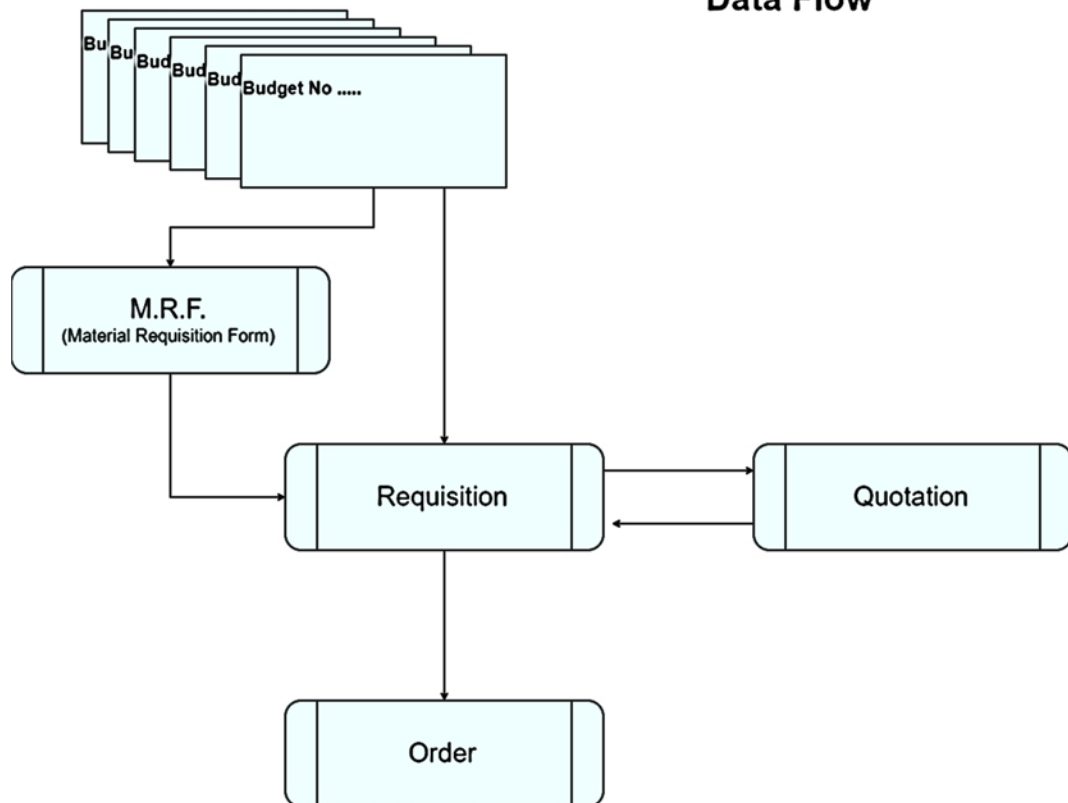 Data Flow
Bu
Bu
Bud
Bud
Bud
Budget No .....
M.R.F.
(Material Requisition Form)
Requisition
Quotation
Order